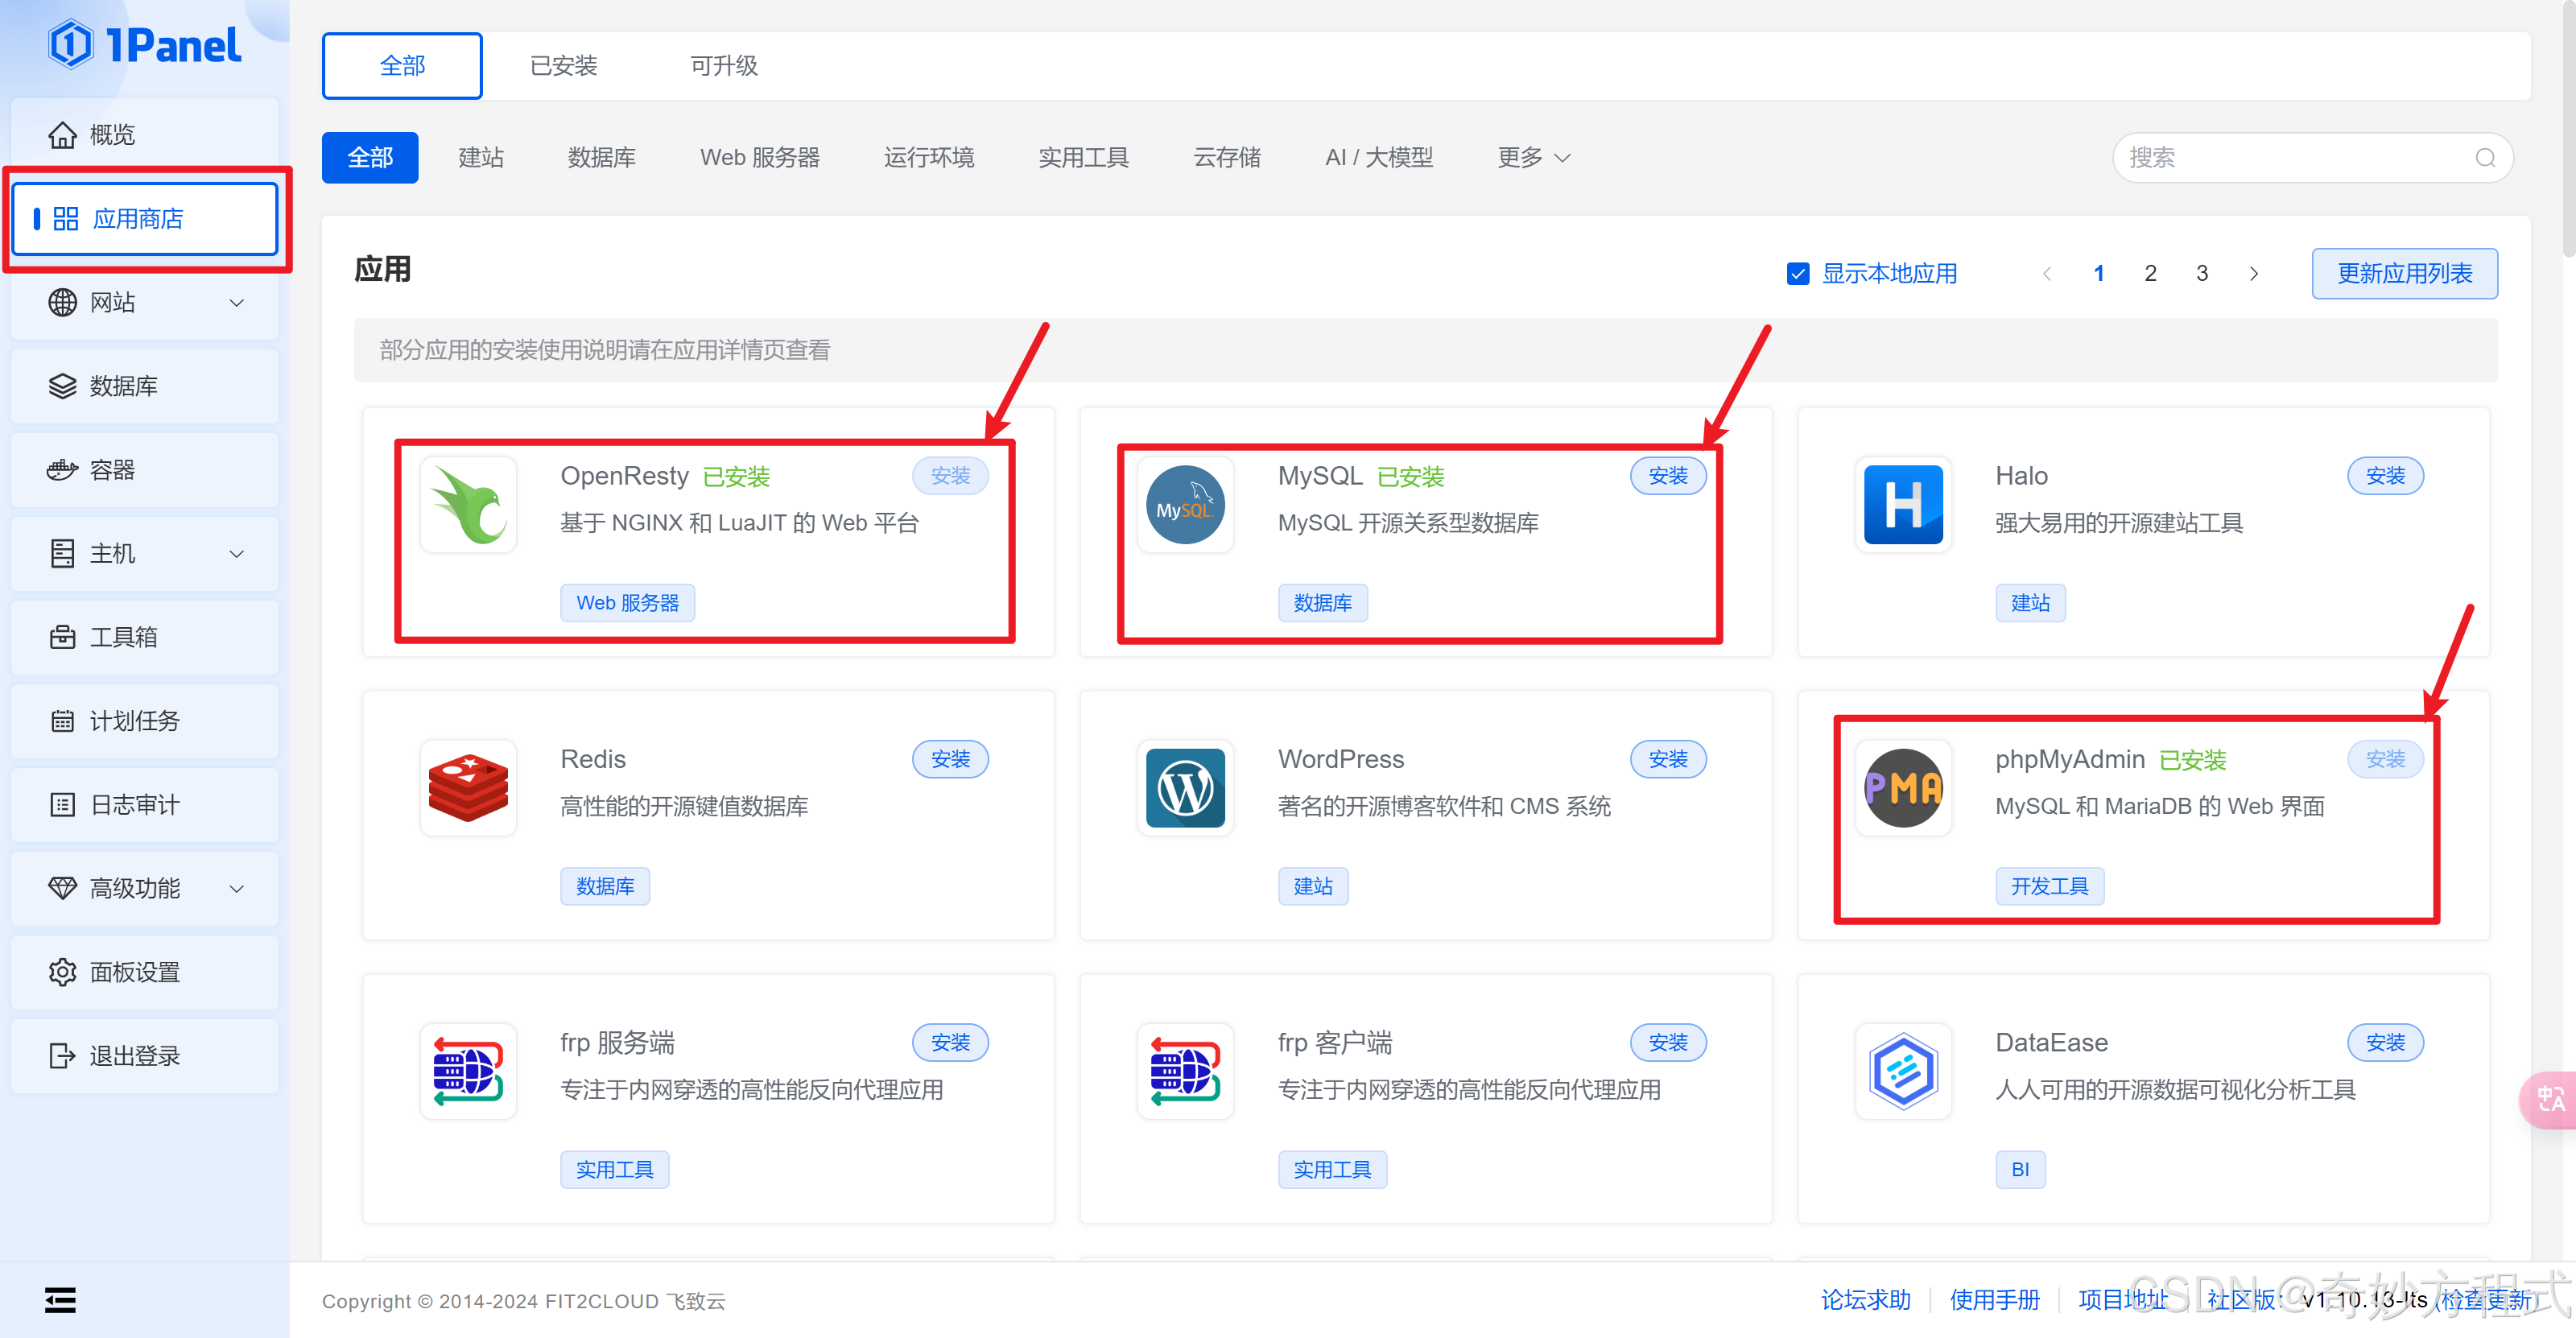 1Panel
概览
应用商店
网站
数据库
容器
主机
工具箱
计划任务
日志审计
高级功能
面板设置
退出登录
全部 已安装 可升级
全部 建站 数据库 Web 服务器 运行环境 实用工具 云存储 AI / 大模型 更多 搜索
应用 显示本地应用 1 2 3 更新应用列表
部分应用的安装使用说明请在应用详情页查看
OpenResty 已安装 安装
基于 NGINX 和 LuaJIT 的 Web 平台
Web 服务器
MySQL
MySQL 已安装 安装
MySQL 开源关系型数据库
数据库
H
Halo 安装
强大易用的开源建站工具
建站
Redis 安装
高性能的开源键值数据库
数据库
W
WordPress 安装
著名的开源博客软件和 CMS 系统
建站
PMA
phpMyAdmin 已安装 安装
MySQL 和 MariaDB 的 Web 界面
开发工具
frp 服务端 安装
专注于内网穿透的高性能反向代理应用
实用工具
frp 客户端 安装
专注于内网穿透的高性能反向代理应用
实用工具
DataEase 安装
人人可用的开源数据可视化分析工具
BI
中A
Copyright © 2014-2024 FIT2CLOUD 飞致云
论坛求助 使用手册 项目地址 社区版 v1.10.13-lts (检查更新)
CSDN @奇妙方程式